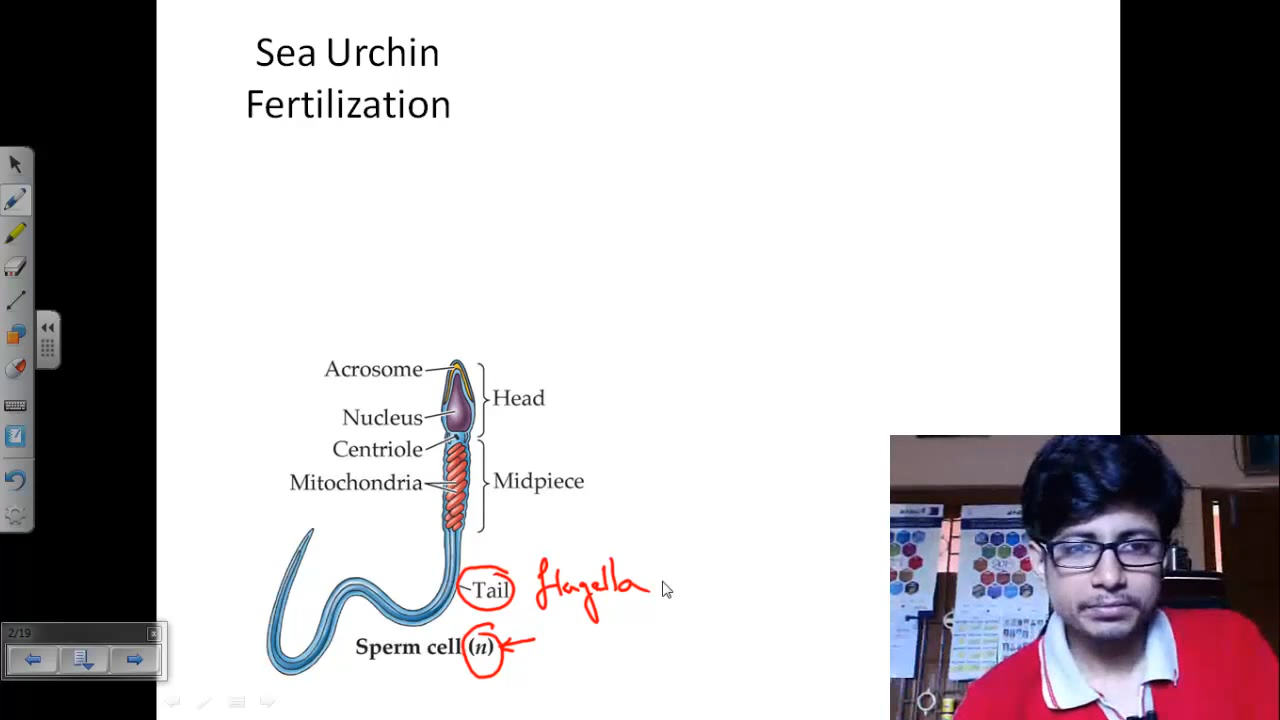 Sea Urchin
Fertilization
Acrosome
Head
Nucleus
Centriole
Mitochondria
Midpiece
Tail flagella
Sperm cell (n)
2/19